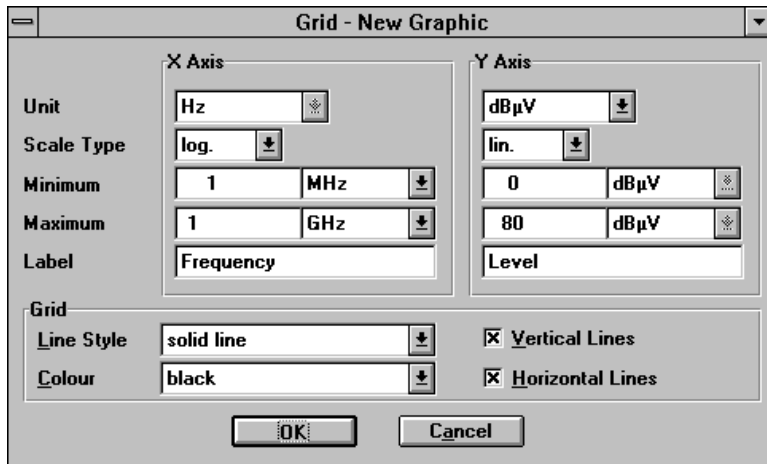 Grid - New Graphic
X Axis Y Axis
Unit Hz dBµV
Scale Type log. lin.
Minimum 1 MHz 0 dBµV
Maximum 1 GHz 80 dBµV
Label Frequency Level
Grid
Line Style solid line Vertical Lines
Colour black Horizontal Lines
OK Cancel